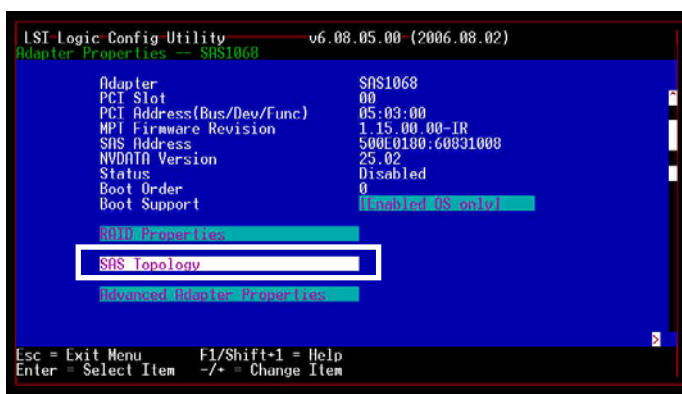 LSI Logic Config Utility v6.08.05.00 (2006.08.02)
Adapter Properties -- SAS1068
Adapter SAS1068
PCI Slot 00
PCI Address(Bus/Dev/Func) 05:03:00
MPT Firmware Revision 1.15.00.00-IR
SAS Address 500E0180:60831008
NVDATA Version 25.02
Status Disabled
Boot Order 0
Boot Support [Enabled OS only]
RAID Properties
SAS Topology
Advanced Adapter Properties
Esc = Exit Menu F1/Shift+1 = Help
Enter = Select Item -/+ = Change Item